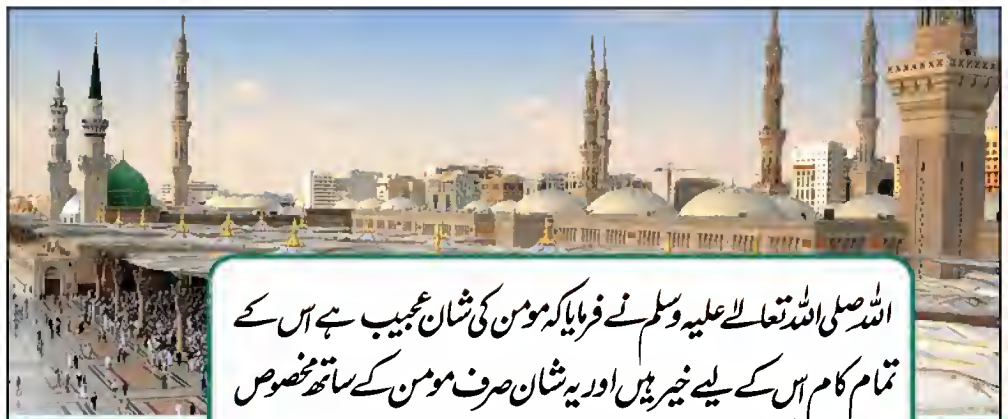 اللہ صلی اللہ تعالےٰ علیہ وسلم نے فرمایا کہ مومن کی شان عجیب ہے اس کے
تمام کام اس کے لیے خیر ہیں اور یہ شان صرف مومن کے ساتھ مخصوص